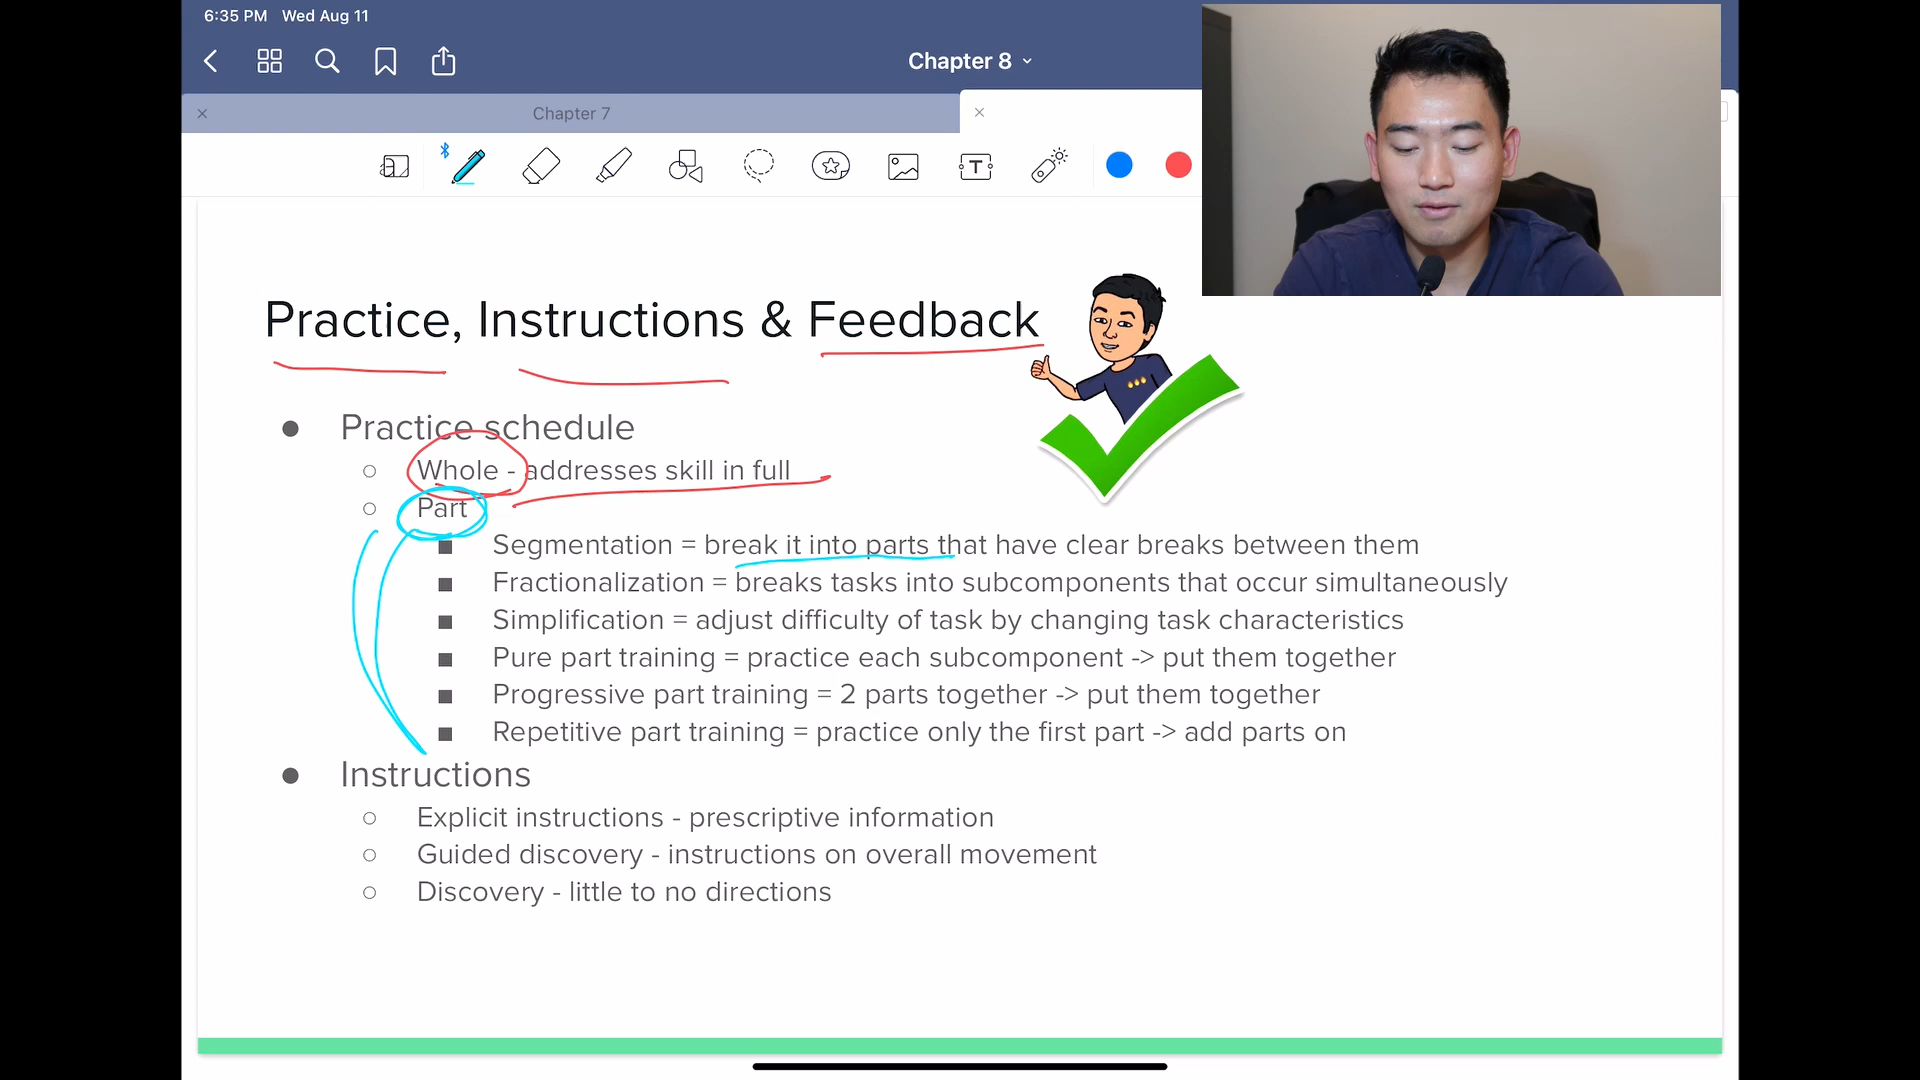 6:35 PM Wed Aug 11
Chapter 8
Chapter 7
T
Practice, Instructions & Feedback
● Practice schedule
○ Whole - addresses skill in full
○ Part
■ Segmentation = break it into parts that have clear breaks between them
■ Fractionalization = breaks tasks into subcomponents that occur simultaneously
■ Simplification = adjust difficulty of task by changing task characteristics
■ Pure part training = practice each subcomponent -> put them together
■ Progressive part training = 2 parts together -> put them together
■ Repetitive part training = practice only the first part -> add parts on
● Instructions
○ Explicit instructions - prescriptive information
○ Guided discovery - instructions on overall movement
○ Discovery - little to no directions